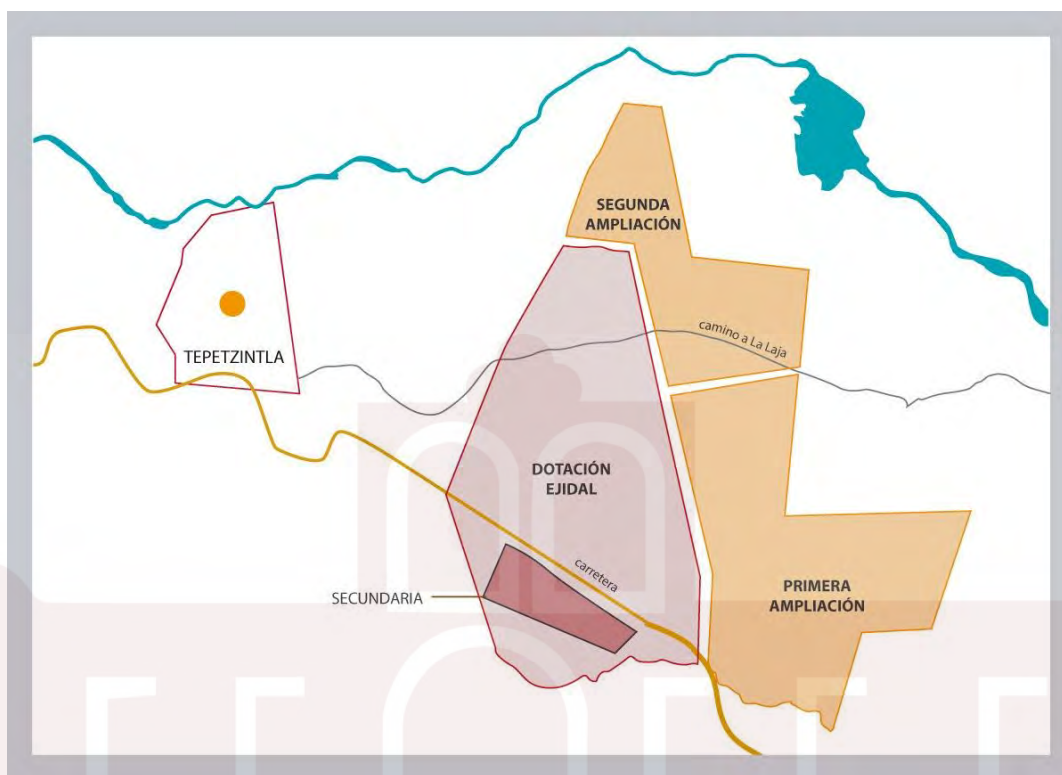 SEGUNDA
AMPLIACIÓN
camino a La Laja
TEPETZINTLA
DOTACIÓN
EJIDAL
carretera
SECUNDARIA
PRIMERA
AMPLIACIÓN